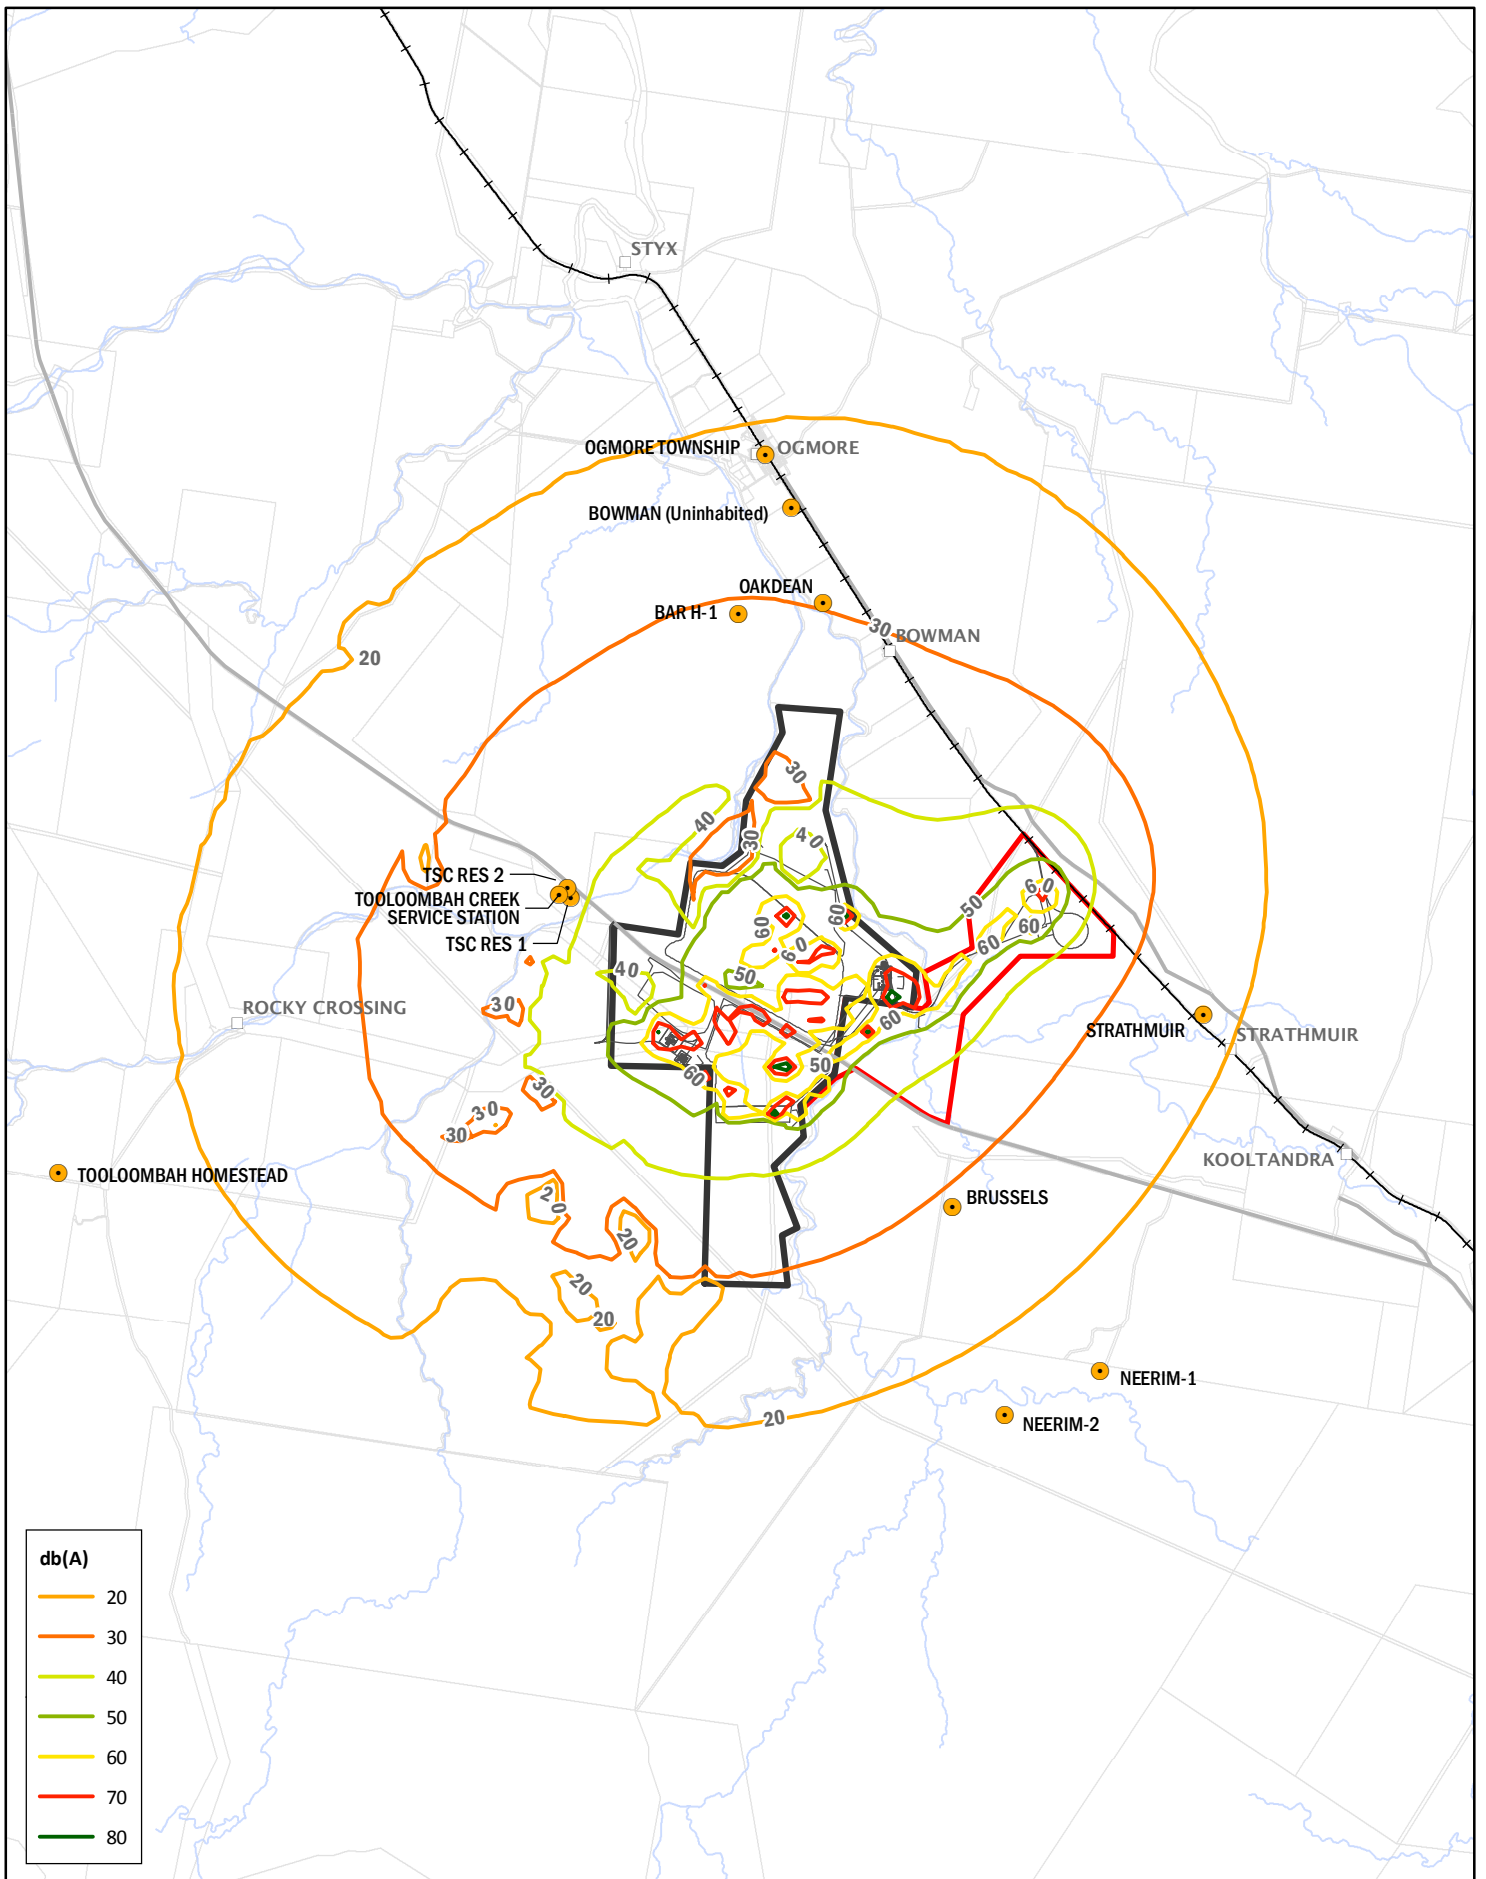 STYX
OGMORE TOWNSHIP
OGMORE
BOWMAN (Uninhabited)
OAKDEAN
BAR H-1
30
BOWMAN
20
30
40
30
40
TSC RES 2
TOOLOOMBAH CREEK
SERVICE STATION
TSC RES 1
60
50
60
60
60
60
60
40
50
30
ROCKY CROSSING
60
STRATHMUIR
STRATHMUIR
50
60
30
30
30
KOOLTANDRA
TOOLOOMBAH HOMESTEAD
20
BRUSSELS
20
20
20
NEERIM-1
20
NEERIM-2
db(A)
20
30
40
50
60
70
80